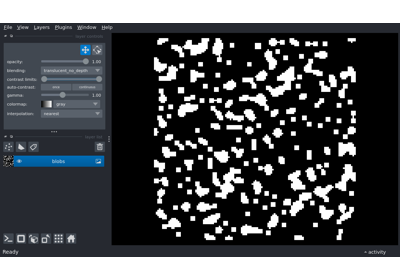 File View Layers Plugins Window Help
opacity: 1.00
blending: translucent_no_depth
contrast limits:
auto-contrast: once continuous
gamma: 1.00
colormap: gray
interpolation: nearest
blobs
Ready
activity